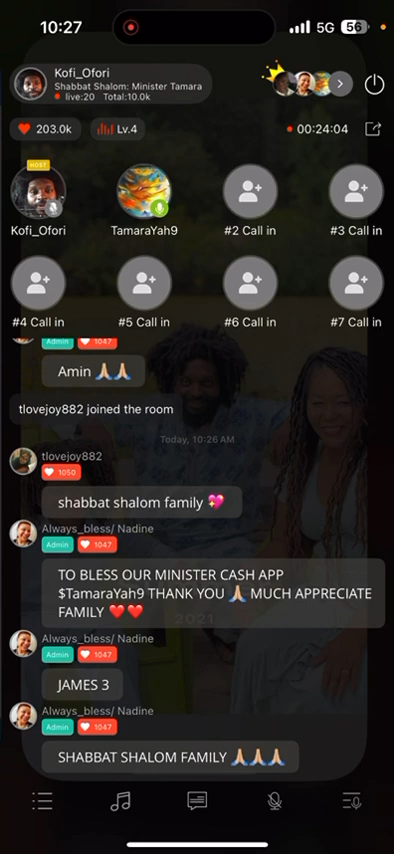 10:27
5G 56
Kofi_Ofori
Shabbat Shalom: Minister Tamara
live:20 Total:10.0k
203.0k
Lv.4
00:24:04
HOST
Kofi_Ofori
TamaraYah9
#2 Call in
#3 Call in
#4 Call in
#5 Call in
#6 Call in
#7 Call in
Admin 1047
Amin 🙏🏼🙏🏼
tlovejoy882 joined the room
Today, 10:26 AM
tlovejoy882
1050
shabbat shalom family 💖
Always_bless/ Nadine
Admin 1047
TO BLESS OUR MINISTER CASH APP
$TamaraYah9 THANK YOU 🙏🏼 MUCH APPRECIATE
FAMILY ❤️❤️
2021
Always_bless/ Nadine
Admin 1047
JAMES 3
Always_bless/ Nadine
Admin 1047
SHABBAT SHALOM FAMILY 🙏🏼🙏🏼🙏🏼